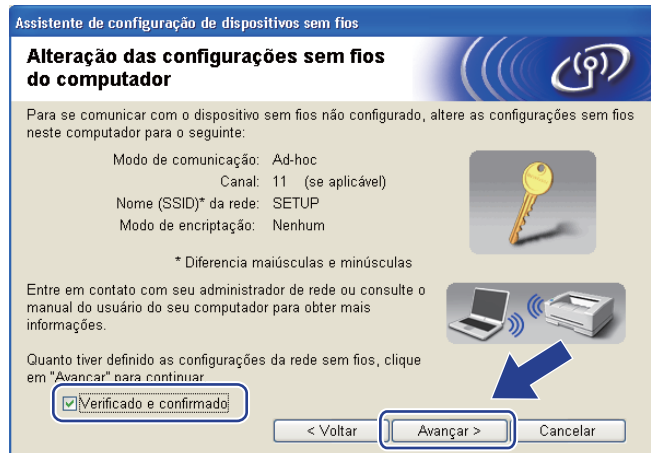 Assistente de configuração de dispositivos sem fios
Alteração das configurações sem fios
do computador
Para se comunicar com o dispositivo sem fios não configurado, altere as configurações sem fios
neste computador para o seguinte:
Modo de comunicação: Ad-hoc
Canal: 11 (se aplicável)
Nome (SSID)* da rede: SETUP
Modo de encriptação: Nenhum
* Diferencia maiúsculas e minúsculas
Entre em contato com seu administrador de rede ou consulte o
manual do usuário do seu computador para obter mais
informações.
Quanto tiver definido as configurações da rede sem fios, clique
em "Avançar" para continuar
Verificado e confirmado
< Voltar Avançar > Cancelar